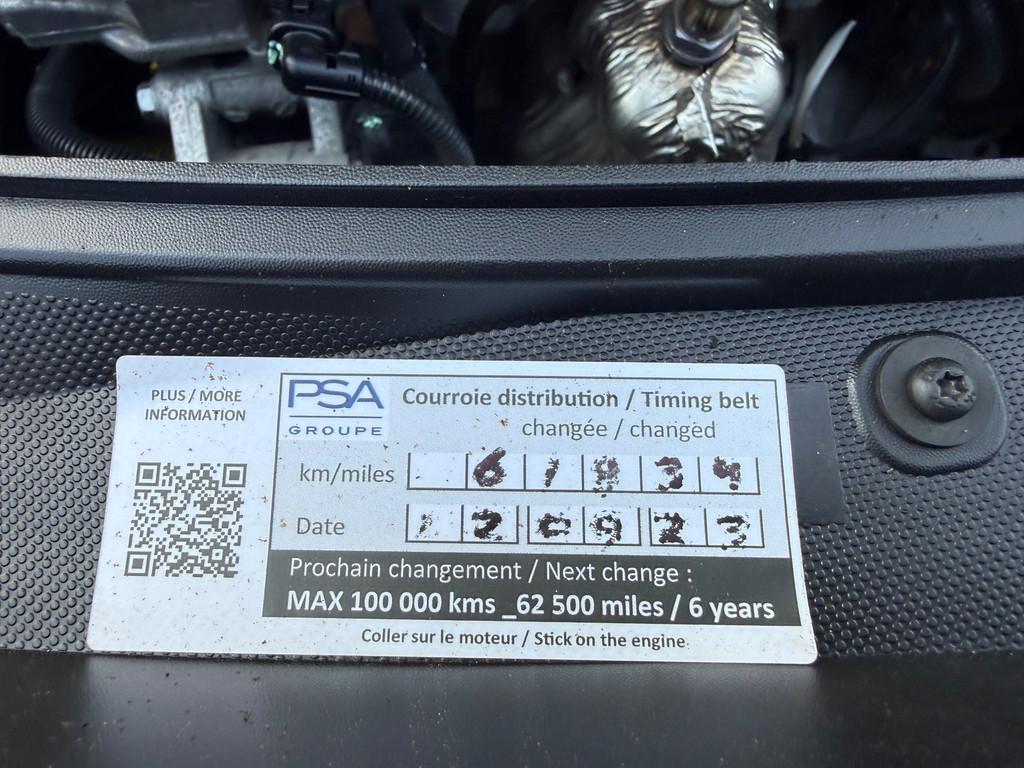 PLUS / MORE
INFORMATION
PSA
GROUPE
Courroie distribution / Timing belt
changée / changed
km/miles 61839
Date 120923
Prochain changement / Next change :
MAX 100 000 kms _62 500 miles / 6 years
Coller sur le moteur / Stick on the engine